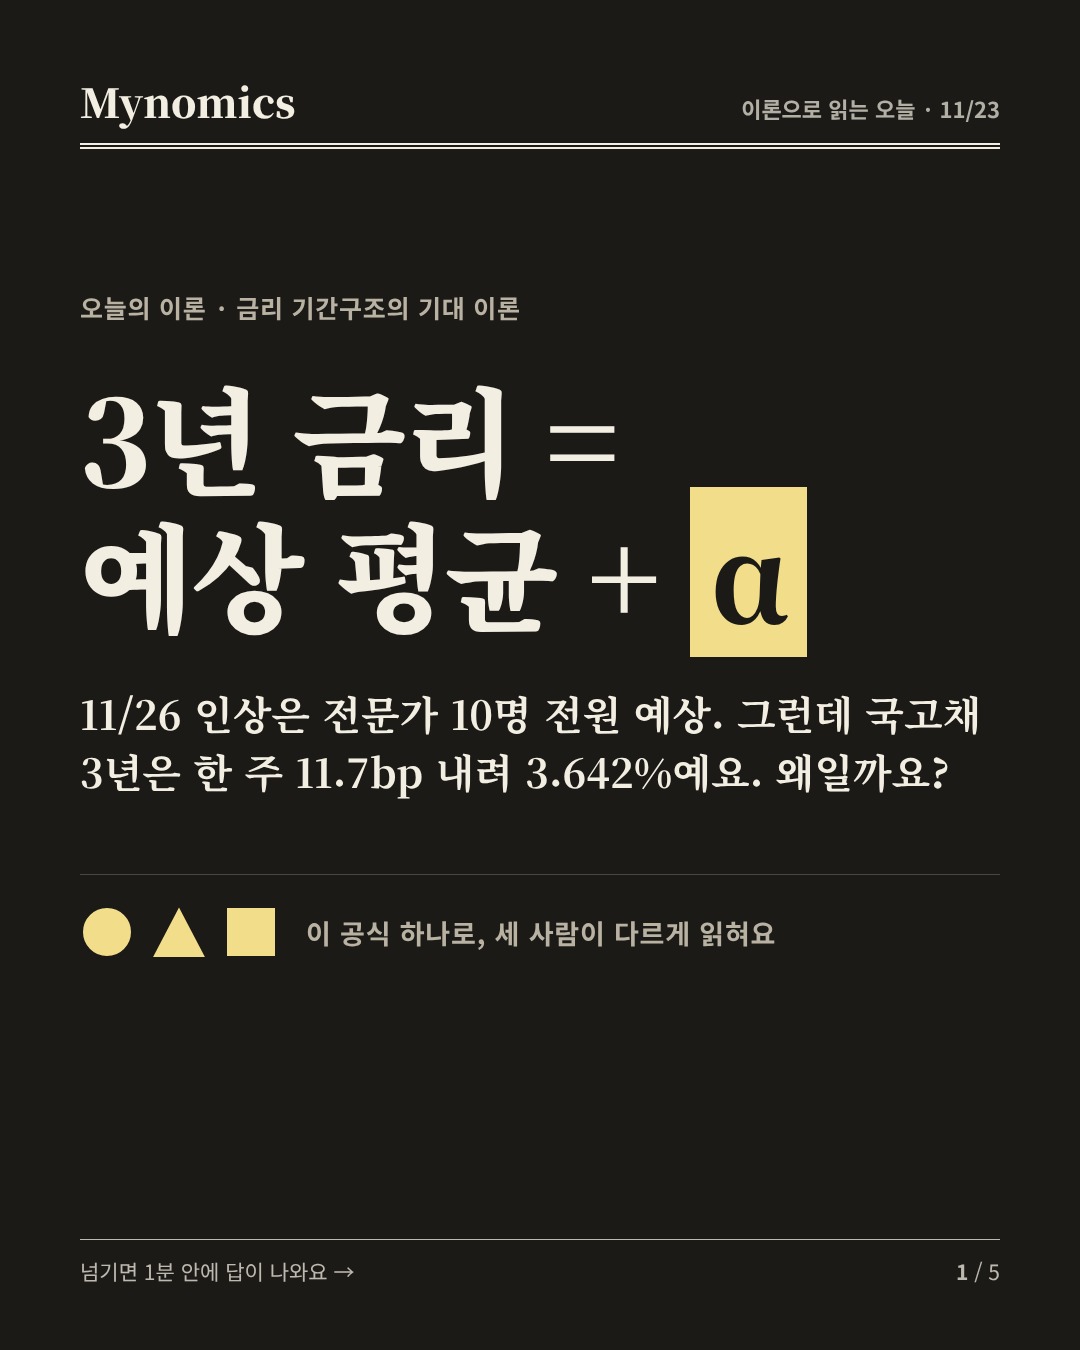 Mynomics
이론으로 읽는 오늘 · 11/23
오늘의 이론 · 금리 기간구조의 기대 이론
3년 금리 =
예상 평균 + α
11/26 인상은 전문가 10명 전원 예상. 그런데 국고채
3년은 한 주 11.7bp 내려 3.642%예요. 왜일까요?
이 공식 하나로, 세 사람이 다르게 읽혀요
넘기면 1분 안에 답이 나와요 →
1 / 5